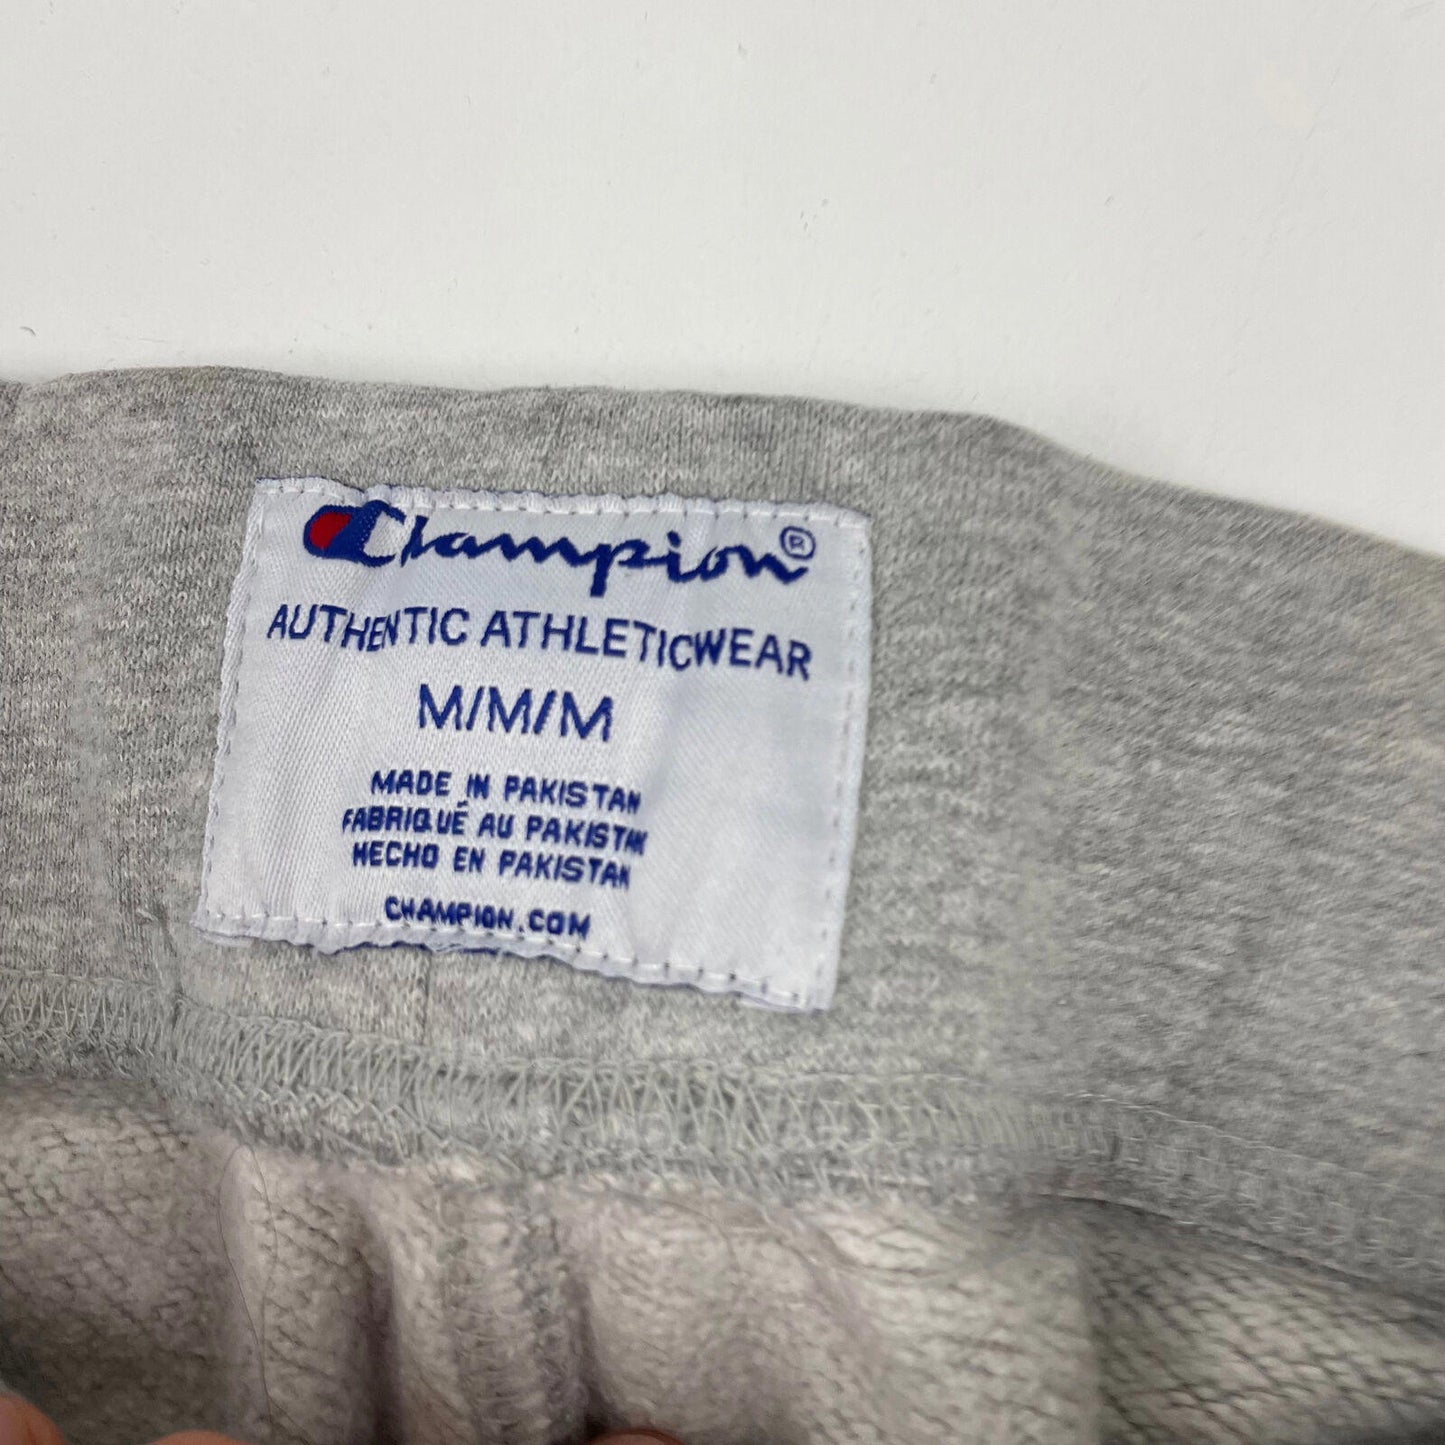 Champion®
AUTHENTIC ATHLETICWEAR
M/M/M
MADE IN PAKISTAN
FABRIQUÉ AU PAKISTAN
HECHO EN PAKISTAN
CHAMPION.COM